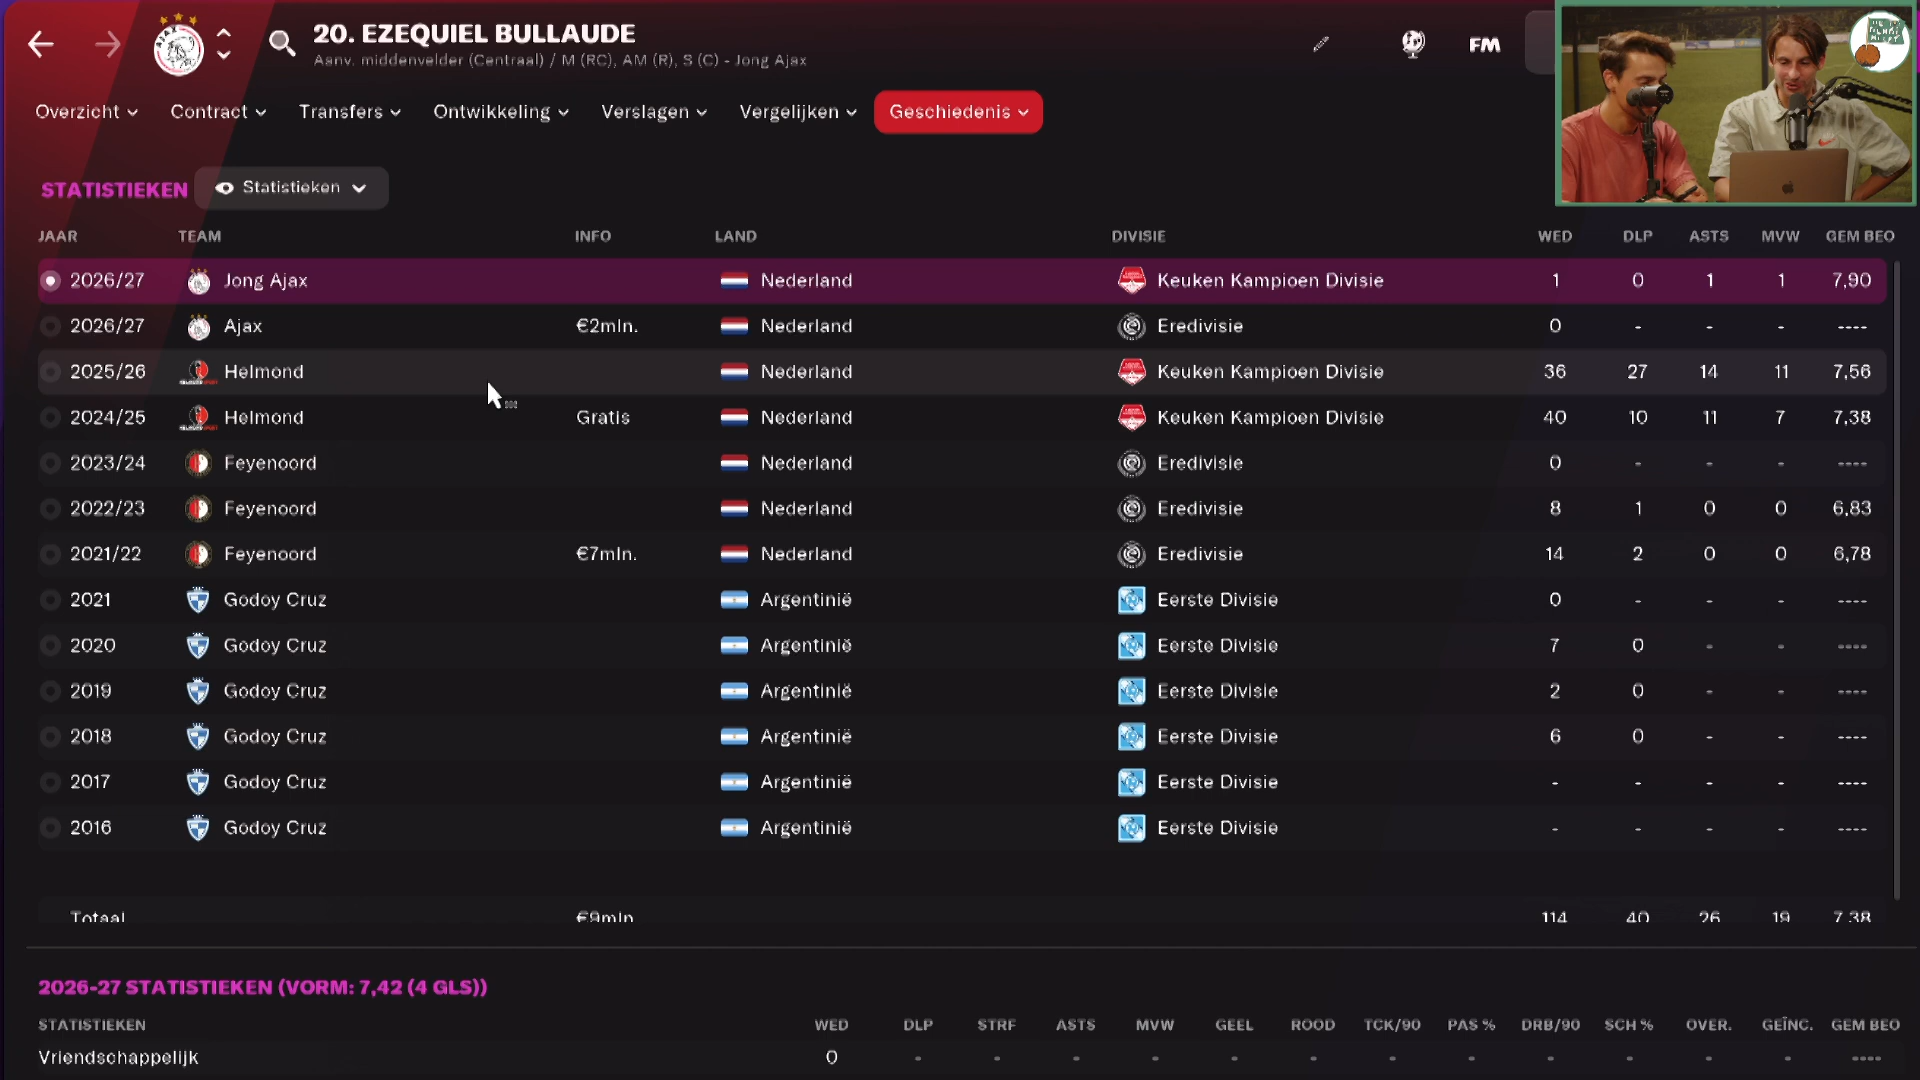 20. EZEQUIEL BULLAUDE
Aanv. middenvelder (Centraal) / M (RC), AM (R), S (C) - Jong Ajax
FM
Overzicht Contract Transfers Ontwikkeling Verslagen Vergelijken Geschiedenis
STATISTIEKEN Statistieken
JAAR TEAM INFO LAND DIVISIE WED DLP ASTS MVW GEM BEO
2026/27 Jong Ajax Nederland Keuken Kampioen Divisie 1 0 1 1 7,90
2026/27 Ajax €2mln. Nederland Eredivisie 0 - - - ----
2025/26 Helmond Nederland Keuken Kampioen Divisie 36 27 14 11 7,56
2024/25 Helmond Gratis Nederland Keuken Kampioen Divisie 40 10 11 7 7,38
2023/24 Feyenoord Nederland Eredivisie 0 - - - ----
2022/23 Feyenoord Nederland Eredivisie 8 1 0 0 6,83
2021/22 Feyenoord €7mln. Nederland Eredivisie 14 2 0 0 6,78
2021 Godoy Cruz Argentinië Eerste Divisie 0 - - - ----
2020 Godoy Cruz Argentinië Eerste Divisie 7 0 - - ----
2019 Godoy Cruz Argentinië Eerste Divisie 2 0 - - ----
2018 Godoy Cruz Argentinië Eerste Divisie 6 0 - - ----
2017 Godoy Cruz Argentinië Eerste Divisie - - - - ----
2016 Godoy Cruz Argentinië Eerste Divisie - - - - ----
Totaal €9mln 114 40 26 19 7,38
2026-27 STATISTIEKEN (VORM: 7,42 (4 GLS))
STATISTIEKEN WED DLP STRF ASTS MVW GEEL ROOD TCK/90 PAS % DRB/90 SCH % OVER. GEÏNC. GEM BEO
Vriendschappelijk 0 - - - - - - - - - - - - ----